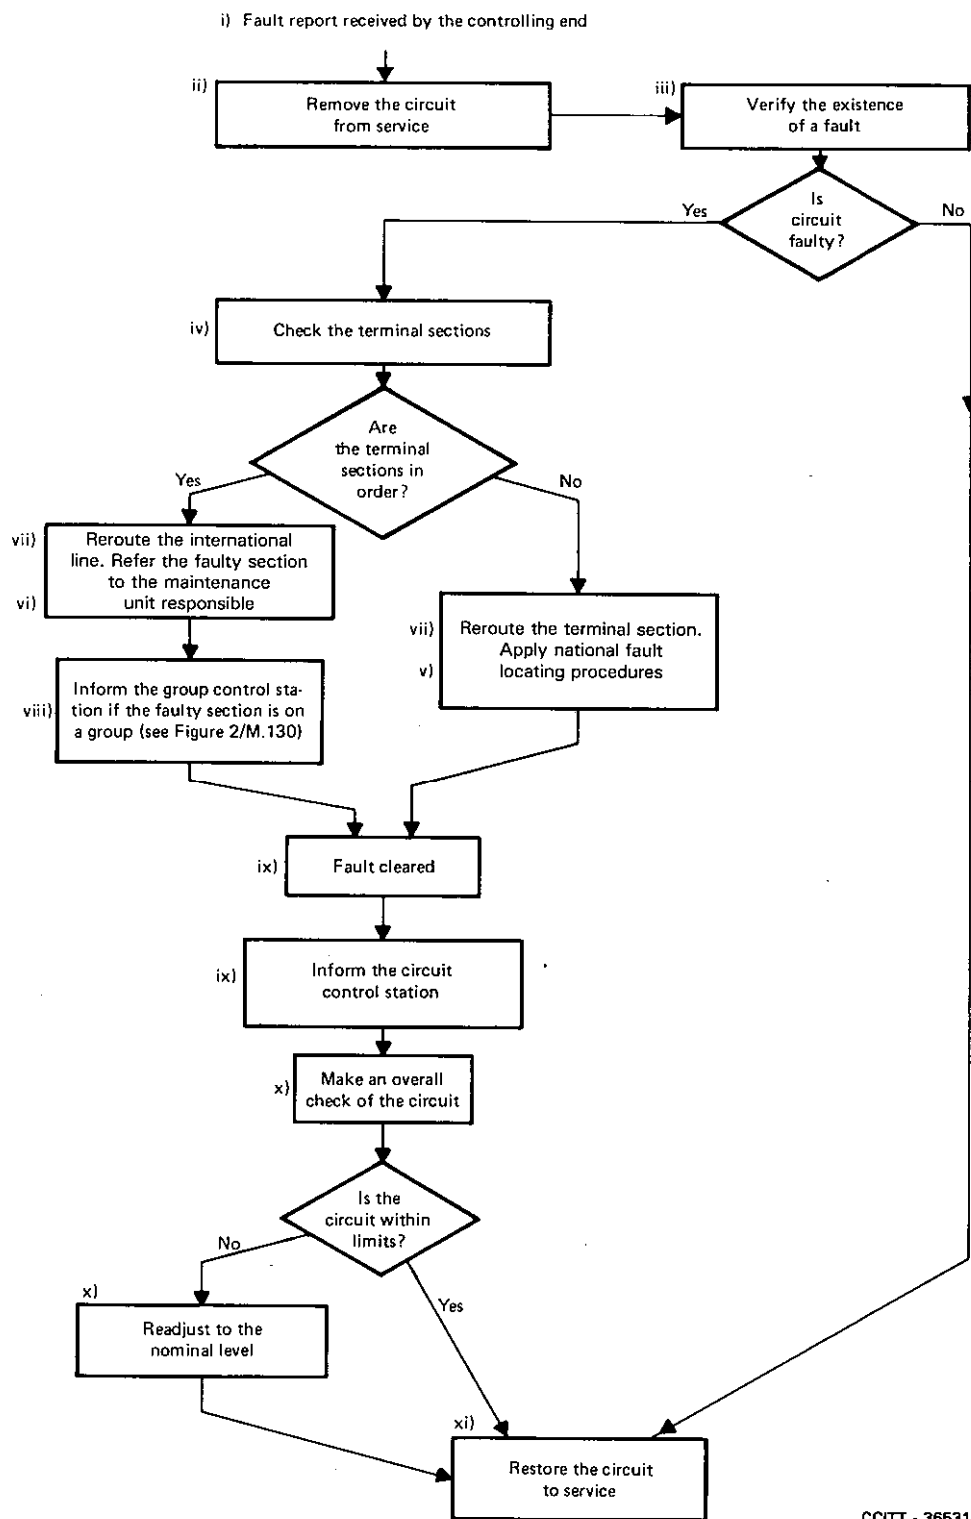 i) Fault report received by the controlling end
ii)
Remove the circuit
from service
iii)
Verify the existence
of a fault
Is
circuit
faulty?
Yes
No
iv)
Check the terminal sections
Are
the terminal
sections in
order?
Yes
No
vii)
Reroute the international
line. Refer the faulty section
to the maintenance
vi)
unit responsible
vii)
Reroute the terminal section.
Apply national fault
v)
locating procedures
Inform the group control sta-
viii)
tion if the faulty section is on
a group (see Figure 2/M.130)
ix)
Fault cleared
ix)
Inform the circuit
control station
x)
Make an overall
check of the circuit
Is the
circuit within
limits?
No
Yes
x)
Readjust to the
nominal level
xi)
Restore the circuit
to service
CCITT - 36531